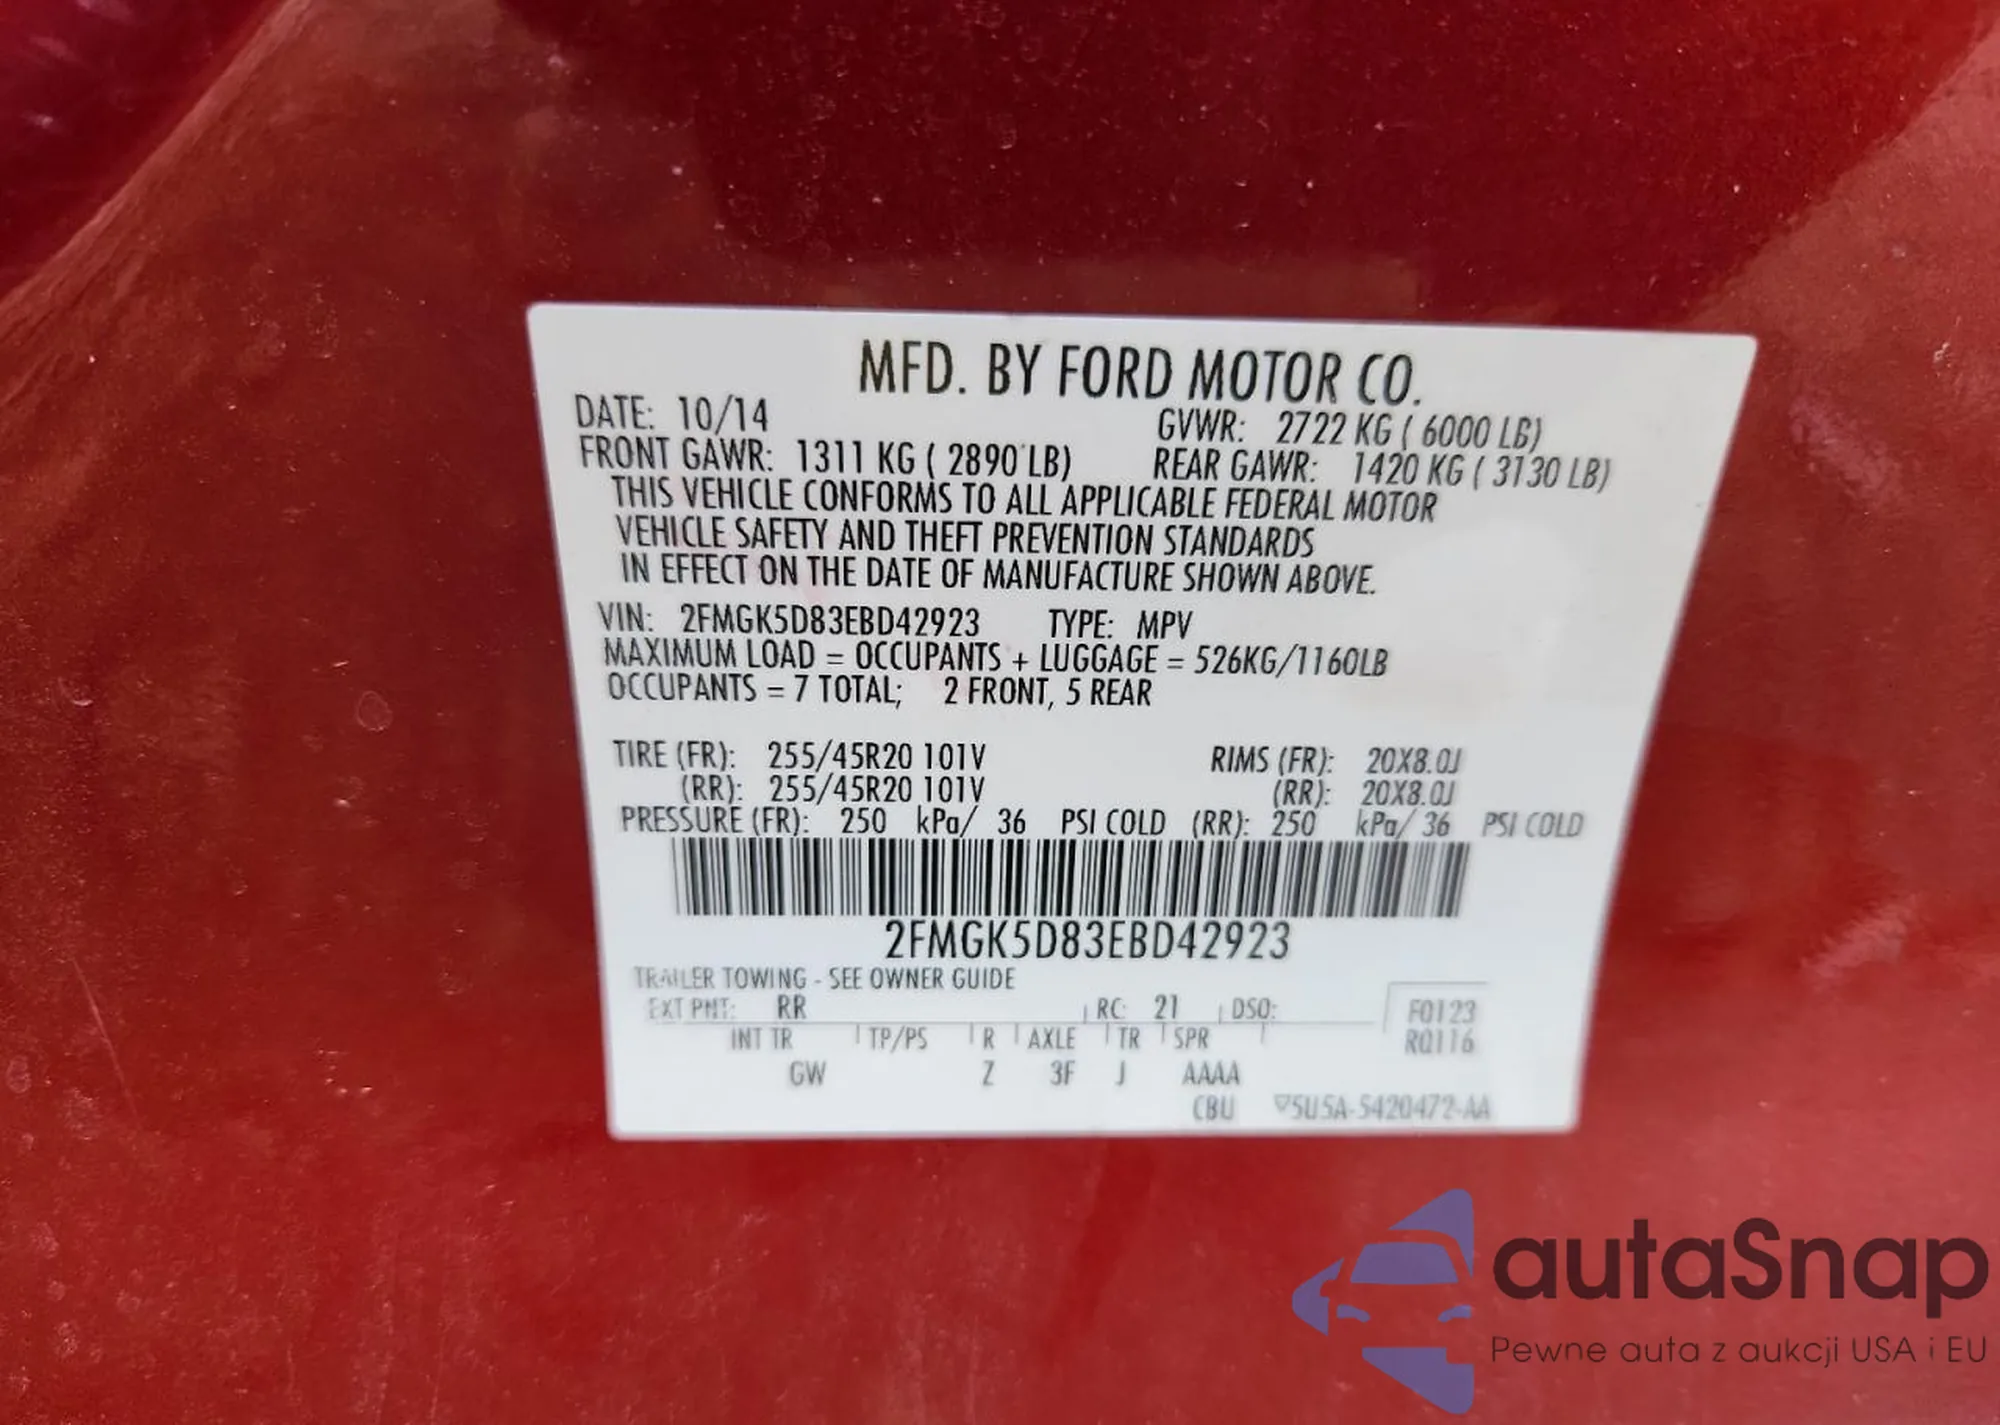 MFD. BY FORD MOTOR CO.
DATE: 10/14 GVWR: 2722 KG ( 6000 LB)
FRONT GAWR: 1311 KG ( 2890 LB) REAR GAWR: 1420 KG ( 3130 LB)
THIS VEHICLE CONFORMS TO ALL APPLICABLE FEDERAL MOTOR
VEHICLE SAFETY AND THEFT PREVENTION STANDARDS
IN EFFECT ON THE DATE OF MANUFACTURE SHOWN ABOVE.
VIN: 2FMGK5D83EBD42923 TYPE: MPV
MAXIMUM LOAD = OCCUPANTS + LUGGAGE = 526KG/1160LB
OCCUPANTS = 7 TOTAL; 2 FRONT, 5 REAR
TIRE (FR): 255/45R20 101V RIMS (FR): 20X8.0J
(RR): 255/45R20 101V (RR): 20X8.0J
PRESSURE (FR): 250 kPa/ 36 PSI COLD (RR): 250 kPa/ 36 PSI COLD
2FMGK5D83EBD42923
TRAILER TOWING - SEE OWNER GUIDE
EXT PNT: RR RC: 21 DSO: F0123
INT TR TP/PS R AXLE TR SPR RQ116
GW Z 3F J AAAA
CBU ▽5U5A-5420472-AA
autaSnap
Pewne auta z aukcji USA i EU